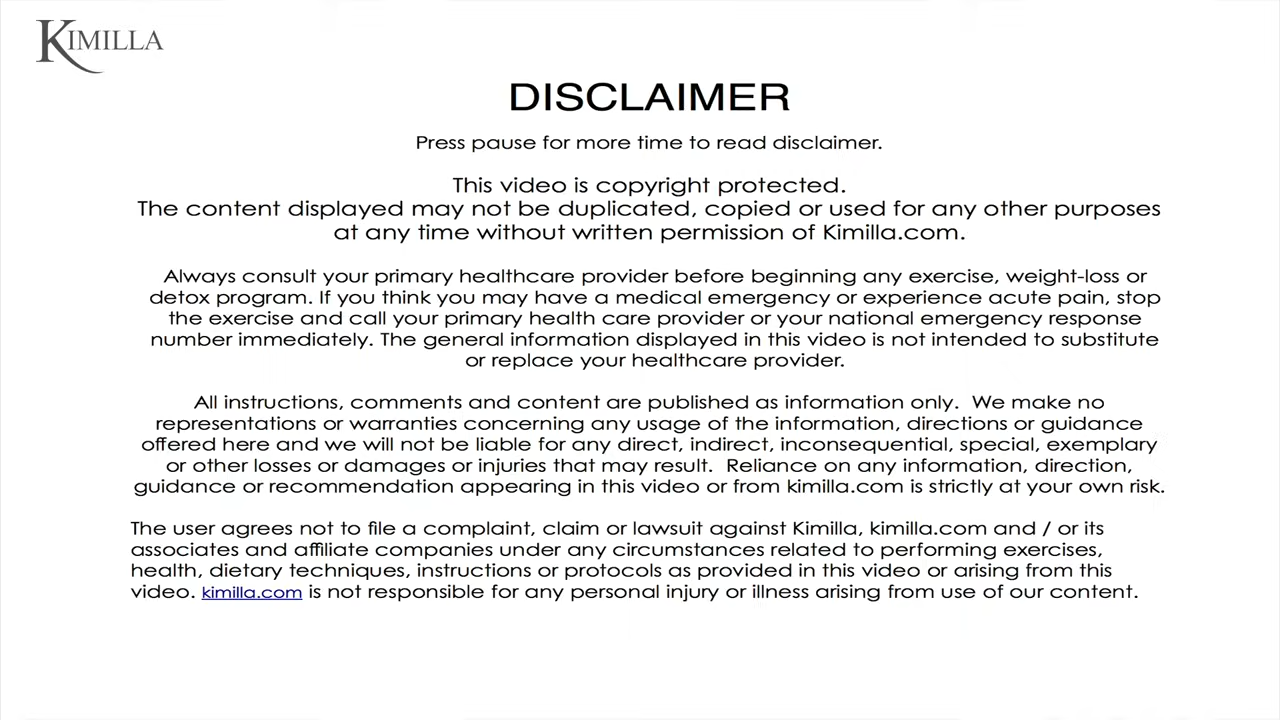 KIMILLA
DISCLAIMER
Press pause for more time to read disclaimer.
This video is copyright protected.
The content displayed may not be duplicated, copied or used for any other purposes
at any time without written permission of Kimilla.com.
Always consult your primary healthcare provider before beginning any exercise, weight-loss or
detox program. If you think you may have a medical emergency or experience acute pain, stop
the exercise and call your primary health care provider or your national emergency response
number immediately. The general information displayed in this video is not intended to substitute
or replace your healthcare provider.
All instructions, comments and content are published as information only.  We make no
representations or warranties concerning any usage of the information, directions or guidance
offered here and we will not be liable for any direct, indirect, inconsequential, special, exemplary
or other losses or damages or injuries that may result.  Reliance on any information, direction,
guidance or recommendation appearing in this video or from kimilla.com is strictly at your own risk.
The user agrees not to file a complaint, claim or lawsuit against Kimilla, kimilla.com and / or its
associates and affiliate companies under any circumstances related to performing exercises,
health, dietary techniques, instructions or protocols as provided in this video or arising from this
video. kimilla.com is not responsible for any personal injury or illness arising from use of our content.